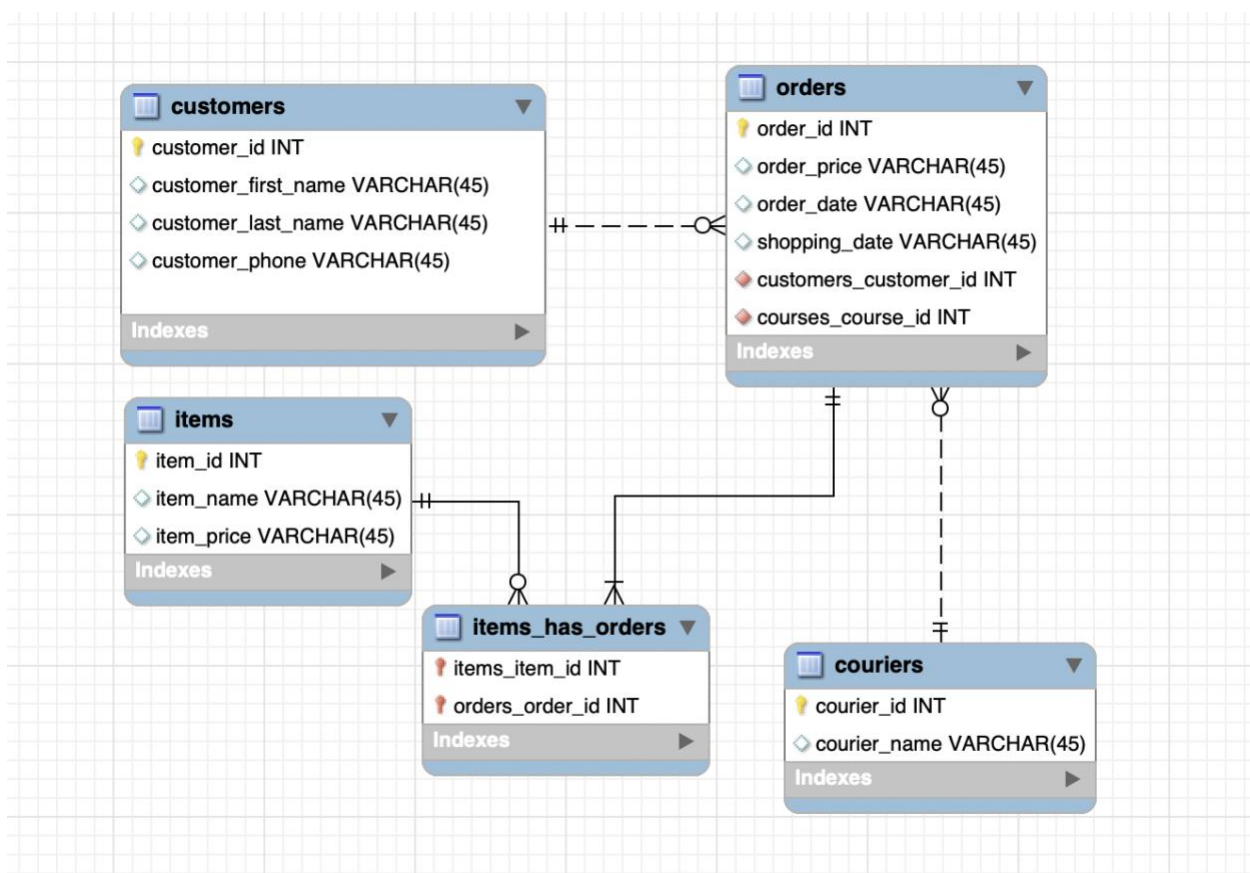 customers
customer_id INT
customer_first_name VARCHAR(45)
customer_last_name VARCHAR(45)
customer_phone VARCHAR(45)
Indexes
orders
order_id INT
order_price VARCHAR(45)
order_date VARCHAR(45)
shopping_date VARCHAR(45)
customers_customer_id INT
courses_course_id INT
Indexes
items
item_id INT
item_name VARCHAR(45)
item_price VARCHAR(45)
Indexes
items_has_orders
items_item_id INT
orders_order_id INT
Indexes
couriers
courier_id INT
courier_name VARCHAR(45)
Indexes